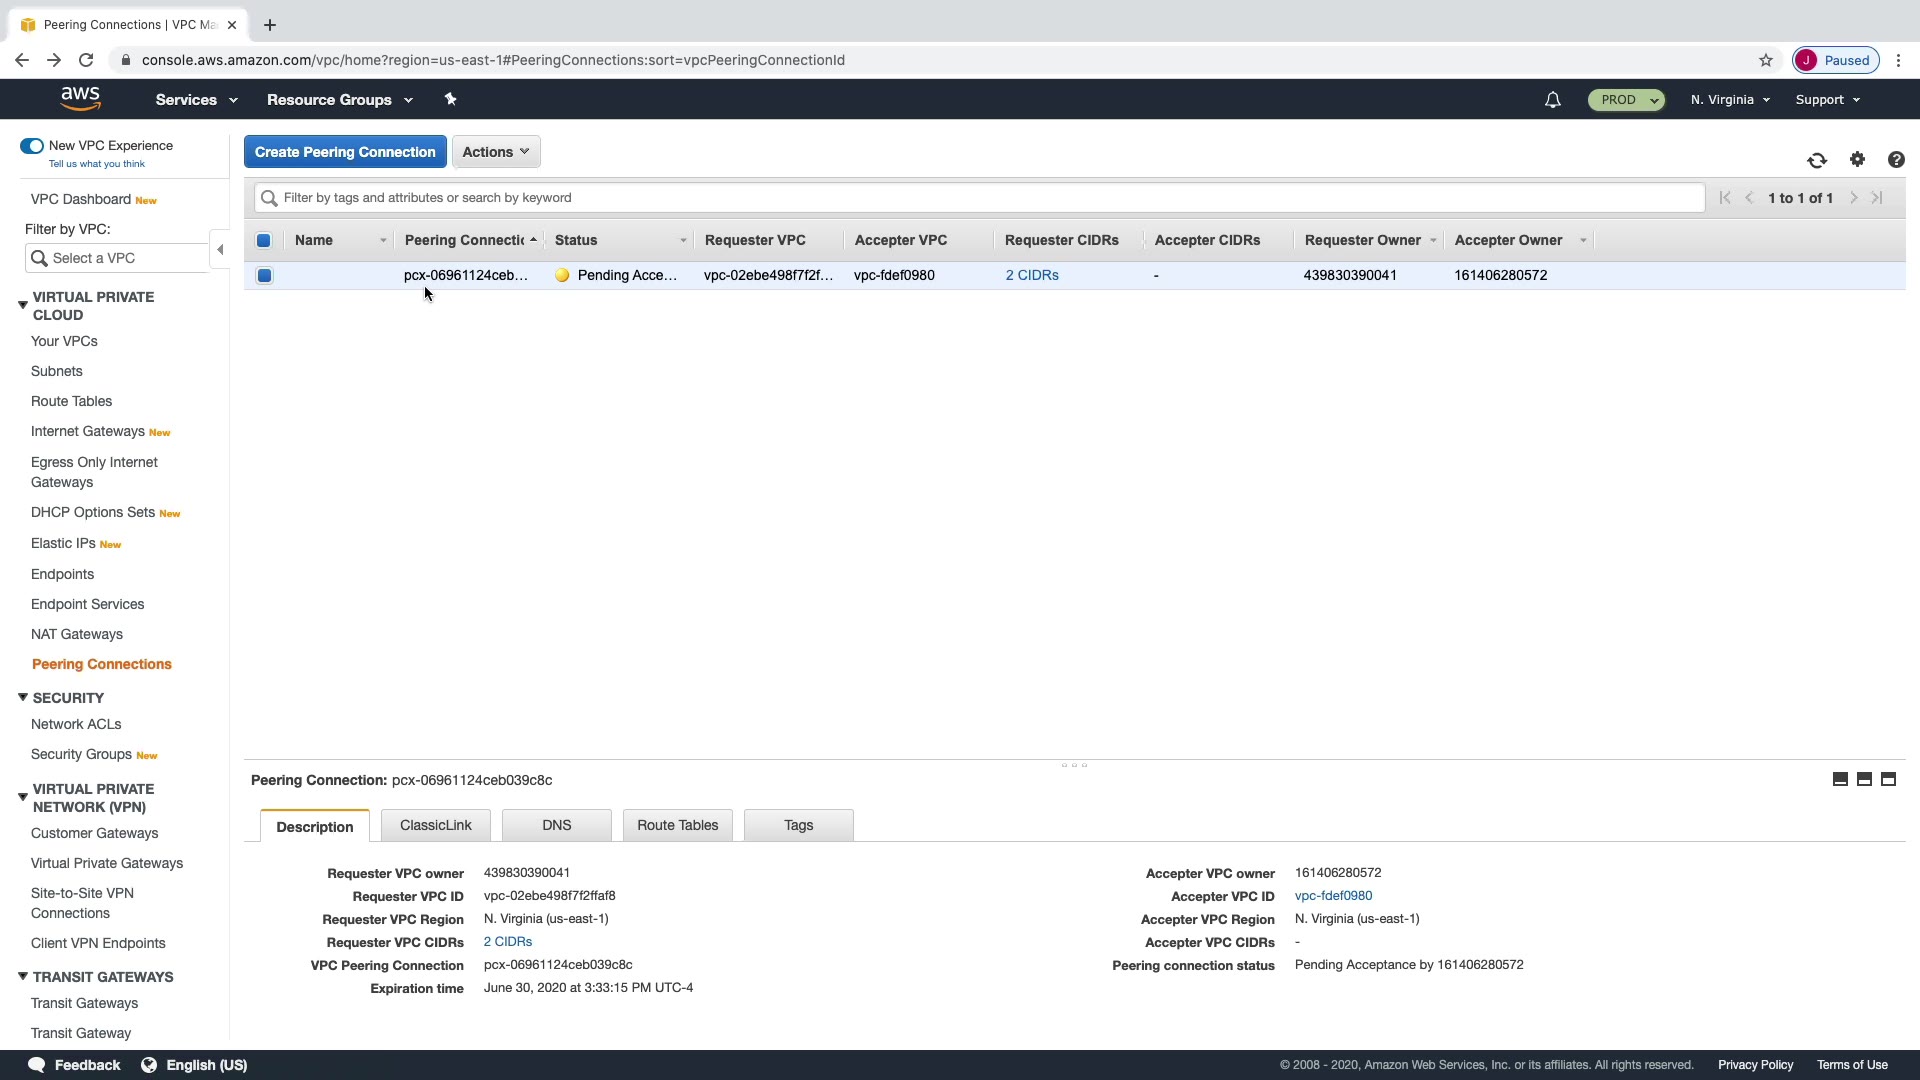 Peering Connections | VPC Ma
console.aws.amazon.com/vpc/home?region=us-east-1#PeeringConnections:sort=vpcPeeringConnectionId
J Paused
aws Services Resource Groups PROD N. Virginia Support
New VPC Experience
Tell us what you think
VPC Dashboard New
Filter by VPC:
Select a VPC
VIRTUAL PRIVATE
CLOUD
Your VPCs
Subnets
Route Tables
Internet Gateways New
Egress Only Internet
Gateways
DHCP Options Sets New
Elastic IPs New
Endpoints
Endpoint Services
NAT Gateways
Peering Connections
SECURITY
Network ACLs
Security Groups New
VIRTUAL PRIVATE
NETWORK (VPN)
Customer Gateways
Virtual Private Gateways
Site-to-Site VPN
Connections
Client VPN Endpoints
TRANSIT GATEWAYS
Transit Gateways
Transit Gateway
Create Peering Connection Actions
Filter by tags and attributes or search by keyword 1 to 1 of 1
Name Peering Connectic Status Requester VPC Accepter VPC Requester CIDRs Accepter CIDRs Requester Owner Accepter Owner
pcx-06961124ceb... Pending Acce... vpc-02ebe498f7f2f... vpc-fdef0980 2 CIDRs - 439830390041 161406280572
Peering Connection: pcx-06961124ceb039c8c
Description ClassicLink DNS Route Tables Tags
Requester VPC owner 439830390041
Requester VPC ID vpc-02ebe498f7f2ffaf8
Requester VPC Region N. Virginia (us-east-1)
Requester VPC CIDRs 2 CIDRs
VPC Peering Connection pcx-06961124ceb039c8c
Expiration time June 30, 2020 at 3:33:15 PM UTC-4
Accepter VPC owner 161406280572
Accepter VPC ID vpc-fdef0980
Accepter VPC Region N. Virginia (us-east-1)
Accepter VPC CIDRs -
Peering connection status Pending Acceptance by 161406280572
Feedback English (US) © 2008 - 2020, Amazon Web Services, Inc. or its affiliates. All rights reserved. Privacy Policy Terms of Use